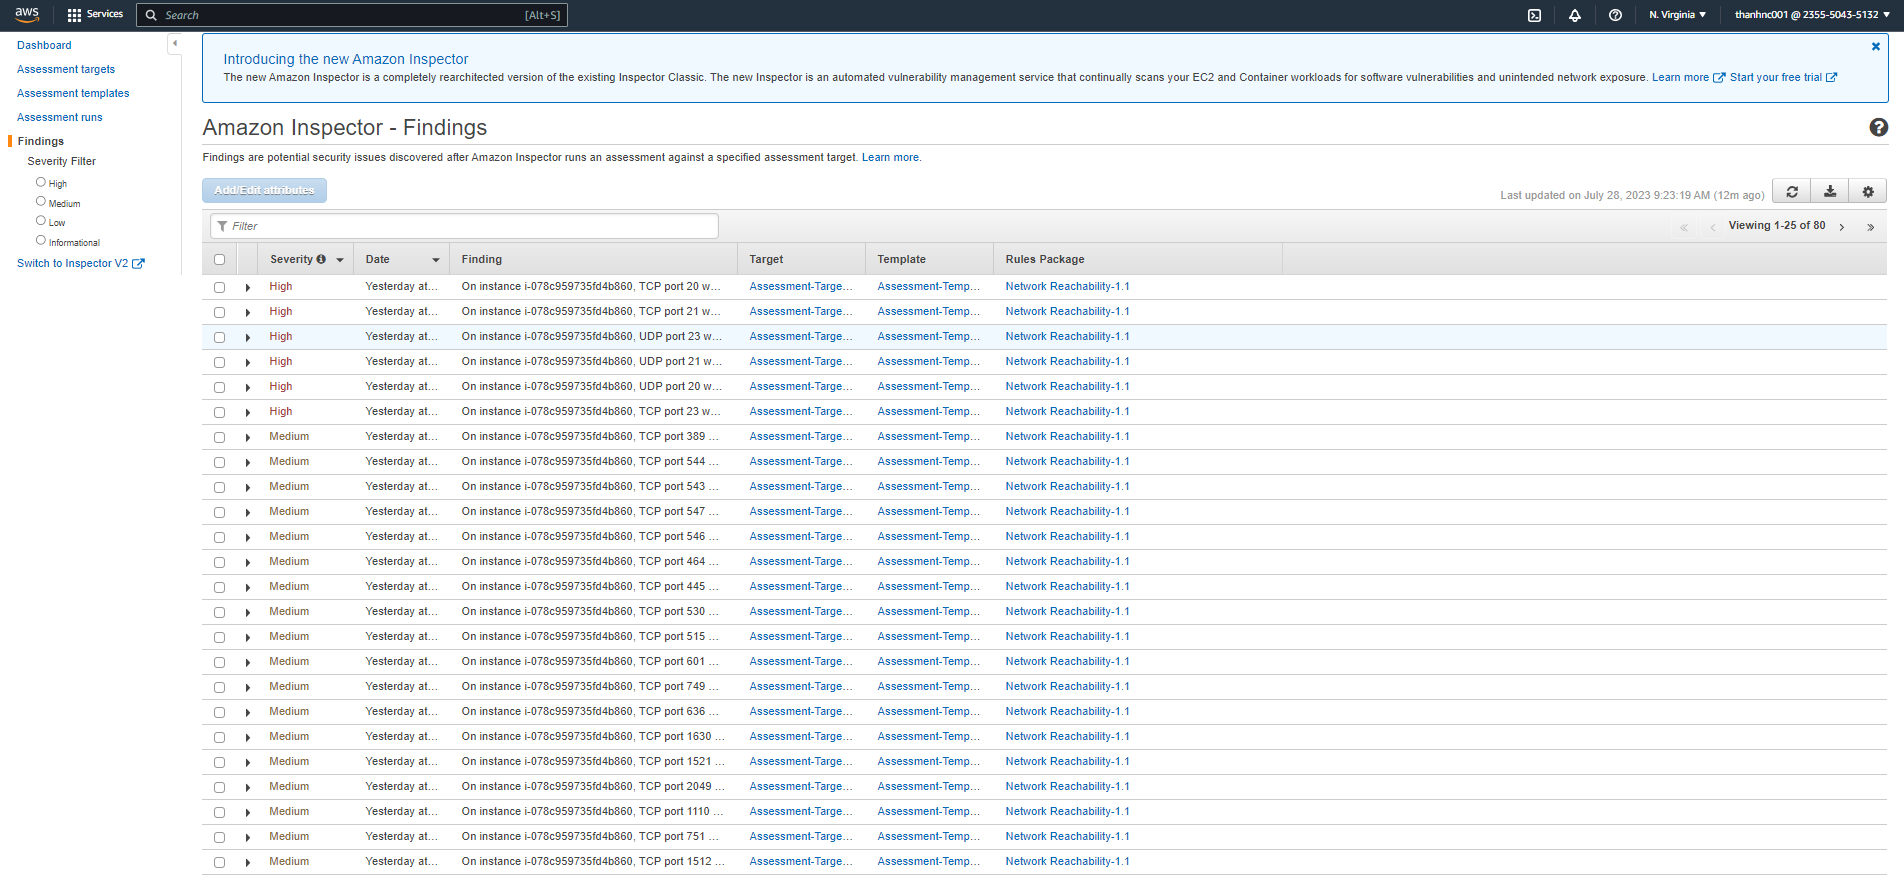 aws Services Search [Alt+S] N. Virginia thanhnc001 @ 2355-5043-5132
Dashboard
Assessment targets
Assessment templates
Assessment runs
Findings
Severity Filter
High
Medium
Low
Informational
Switch to Inspector V2
Introducing the new Amazon Inspector
The new Amazon Inspector is a completely rearchitected version of the existing Inspector Classic. The new Inspector is an automated vulnerability management service that continually scans your EC2 and Container workloads for software vulnerabilities and unintended network exposure. Learn more Start your free trial
Amazon Inspector - Findings
Findings are potential security issues discovered after Amazon Inspector runs an assessment against a specified assessment target. Learn more.
Add/Edit attributes
Last updated on July 28, 2023 9:23:19 AM (12m ago)
Filter
Viewing 1-25 of 80
Severity Date Finding Target Template Rules Package
High Yesterday at... On instance i-078c959735fd4b860, TCP port 20 w... Assessment-Targe... Assessment-Temp... Network Reachability-1.1
High Yesterday at... On instance i-078c959735fd4b860, TCP port 21 w... Assessment-Targe... Assessment-Temp... Network Reachability-1.1
High Yesterday at... On instance i-078c959735fd4b860, UDP port 23 w... Assessment-Targe... Assessment-Temp... Network Reachability-1.1
High Yesterday at... On instance i-078c959735fd4b860, UDP port 21 w... Assessment-Targe... Assessment-Temp... Network Reachability-1.1
High Yesterday at... On instance i-078c959735fd4b860, UDP port 20 w... Assessment-Targe... Assessment-Temp... Network Reachability-1.1
High Yesterday at... On instance i-078c959735fd4b860, TCP port 23 w... Assessment-Targe... Assessment-Temp... Network Reachability-1.1
Medium Yesterday at... On instance i-078c959735fd4b860, TCP port 389 ... Assessment-Targe... Assessment-Temp... Network Reachability-1.1
Medium Yesterday at... On instance i-078c959735fd4b860, TCP port 544 ... Assessment-Targe... Assessment-Temp... Network Reachability-1.1
Medium Yesterday at... On instance i-078c959735fd4b860, TCP port 543 ... Assessment-Targe... Assessment-Temp... Network Reachability-1.1
Medium Yesterday at... On instance i-078c959735fd4b860, TCP port 547 ... Assessment-Targe... Assessment-Temp... Network Reachability-1.1
Medium Yesterday at... On instance i-078c959735fd4b860, TCP port 546 ... Assessment-Targe... Assessment-Temp... Network Reachability-1.1
Medium Yesterday at... On instance i-078c959735fd4b860, TCP port 464 ... Assessment-Targe... Assessment-Temp... Network Reachability-1.1
Medium Yesterday at... On instance i-078c959735fd4b860, TCP port 445 ... Assessment-Targe... Assessment-Temp... Network Reachability-1.1
Medium Yesterday at... On instance i-078c959735fd4b860, TCP port 530 ... Assessment-Targe... Assessment-Temp... Network Reachability-1.1
Medium Yesterday at... On instance i-078c959735fd4b860, TCP port 515 ... Assessment-Targe... Assessment-Temp... Network Reachability-1.1
Medium Yesterday at... On instance i-078c959735fd4b860, TCP port 601 ... Assessment-Targe... Assessment-Temp... Network Reachability-1.1
Medium Yesterday at... On instance i-078c959735fd4b860, TCP port 749 ... Assessment-Targe... Assessment-Temp... Network Reachability-1.1
Medium Yesterday at... On instance i-078c959735fd4b860, TCP port 636 ... Assessment-Targe... Assessment-Temp... Network Reachability-1.1
Medium Yesterday at... On instance i-078c959735fd4b860, TCP port 1630 ... Assessment-Targe... Assessment-Temp... Network Reachability-1.1
Medium Yesterday at... On instance i-078c959735fd4b860, TCP port 1521 ... Assessment-Targe... Assessment-Temp... Network Reachability-1.1
Medium Yesterday at... On instance i-078c959735fd4b860, TCP port 2049 ... Assessment-Targe... Assessment-Temp... Network Reachability-1.1
Medium Yesterday at... On instance i-078c959735fd4b860, TCP port 1110 ... Assessment-Targe... Assessment-Temp... Network Reachability-1.1
Medium Yesterday at... On instance i-078c959735fd4b860, TCP port 751 ... Assessment-Targe... Assessment-Temp... Network Reachability-1.1
Medium Yesterday at... On instance i-078c959735fd4b860, TCP port 1512 ... Assessment-Targe... Assessment-Temp... Network Reachability-1.1